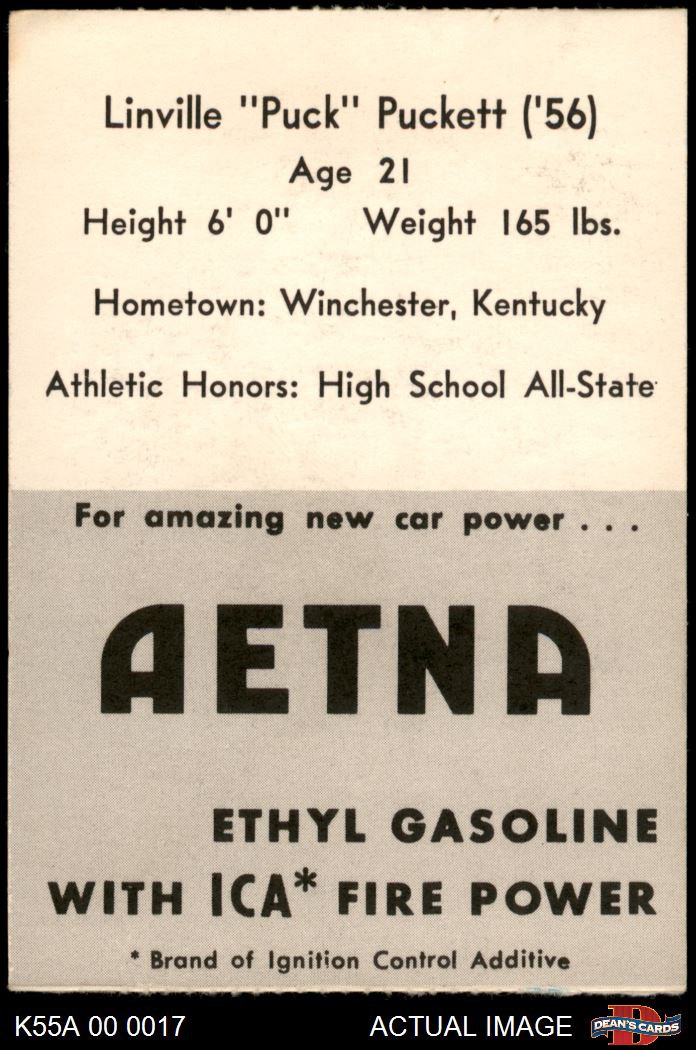 Linville "Puck" Puckett ('56)
Age 21
Height 6' 0" Weight 165 lbs.
Hometown: Winchester, Kentucky
Athletic Honors: High School All-State
For amazing new car power . . .
AETNA
ETHYL GASOLINE
WITH ICA* FIRE POWER
* Brand of Ignition Control Additive
K55A 00 0017 ACTUAL IMAGE D DEAN'S CARDS